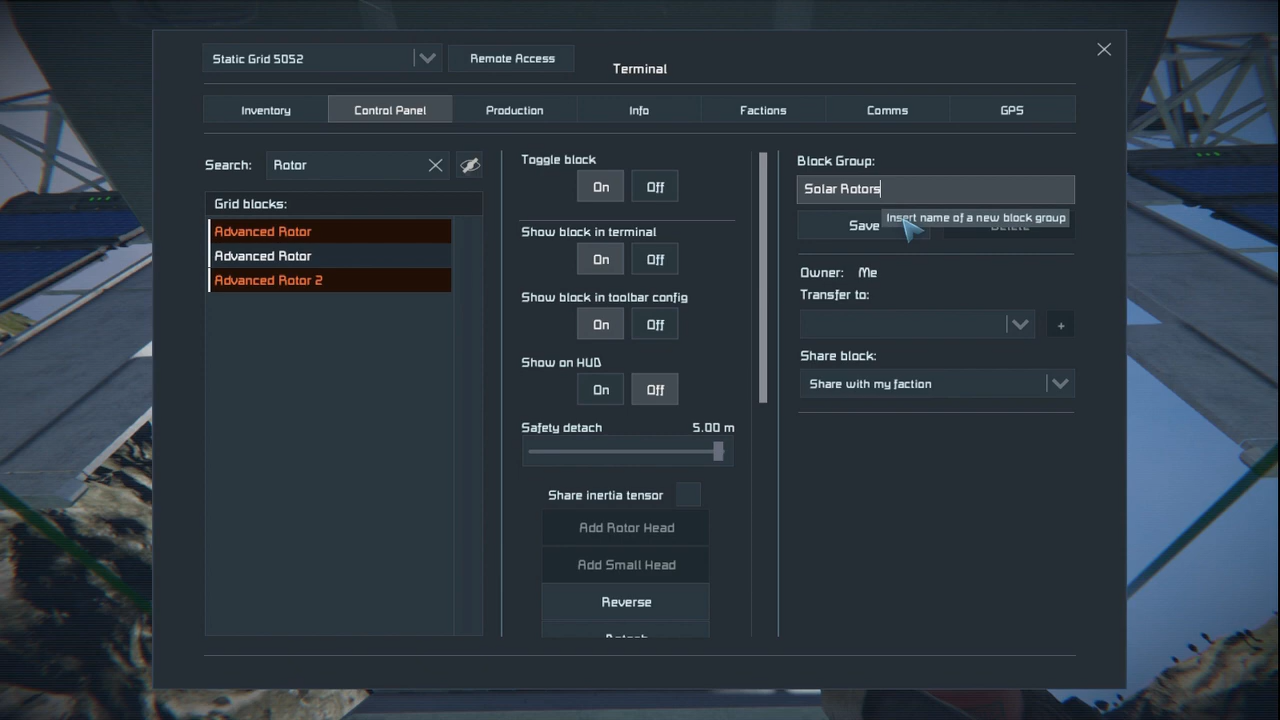 Static Grid 5052
Remote Access
Terminal
Inventory
Control Panel
Production
Info
Factions
Comms
GPS
Search:
Rotor
Grid blocks:
Advanced Rotor
Advanced Rotor
Advanced Rotor 2
Toggle block
On
Off
Show block in terminal
On
Off
Show block in toolbar config
On
Off
Show on HUD
On
Off
Safety detach
5.00 m
Share inertia tensor
Add Rotor Head
Add Small Head
Reverse
Block Group:
Solar Rotors
Insert name of a new block group
Save
Owner: Me
Transfer to:
+
Share block:
Share with my faction